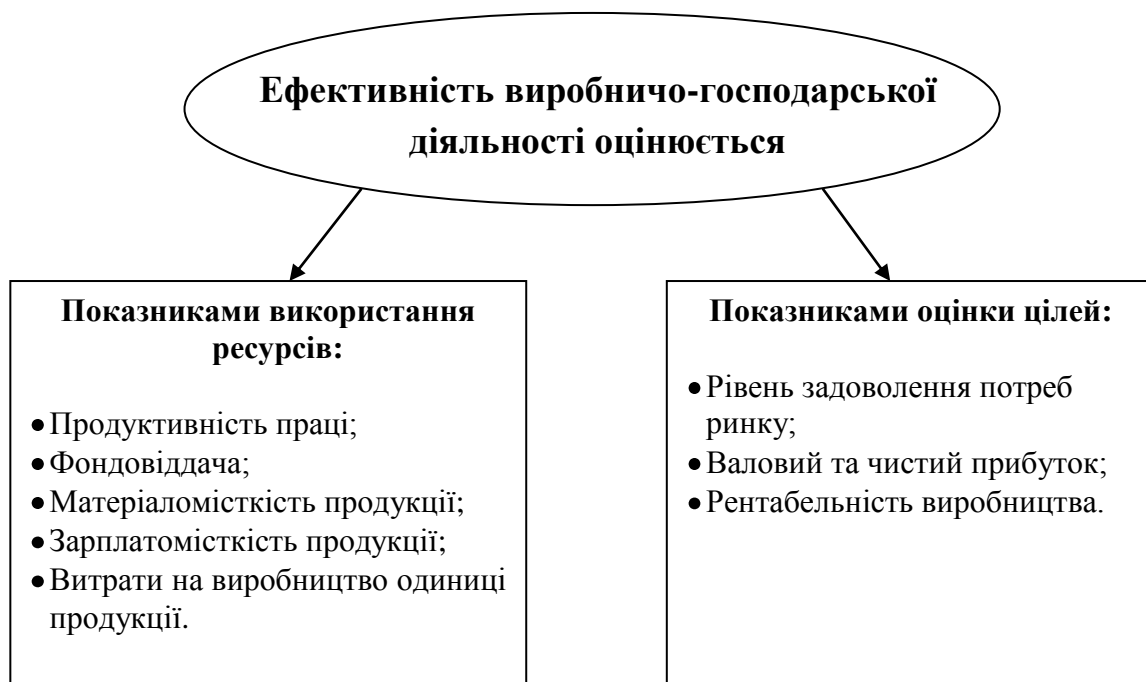 Ефективність виробничо-господарської
діяльності оцінюється
Показниками використання
ресурсів:
• Продуктивність праці;
• Фондовіддача;
• Матеріаломісткість продукції;
• Зарплатомісткість продукції;
• Витрати на виробництво одиниці
продукції.
Показниками оцінки цілей:
• Рівень задоволення потреб
ринку;
• Валовий та чистий прибуток;
• Рентабельність виробництва.